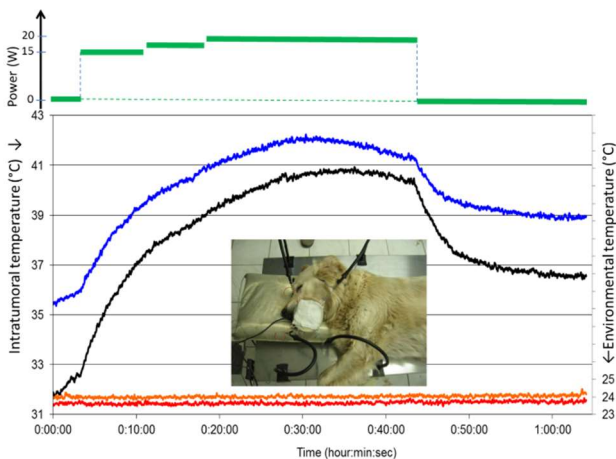 Power (W)
20
15
0
Intratumoral temperature (°C) ↓
43
41
39
37
35
33
31
←Environmental temperature (°C)
25
24
23
0:00:00 0:10:00 0:20:00 0:30:00 0:40:00 0:50:00 1:00:00
Time (hour:min:sec)